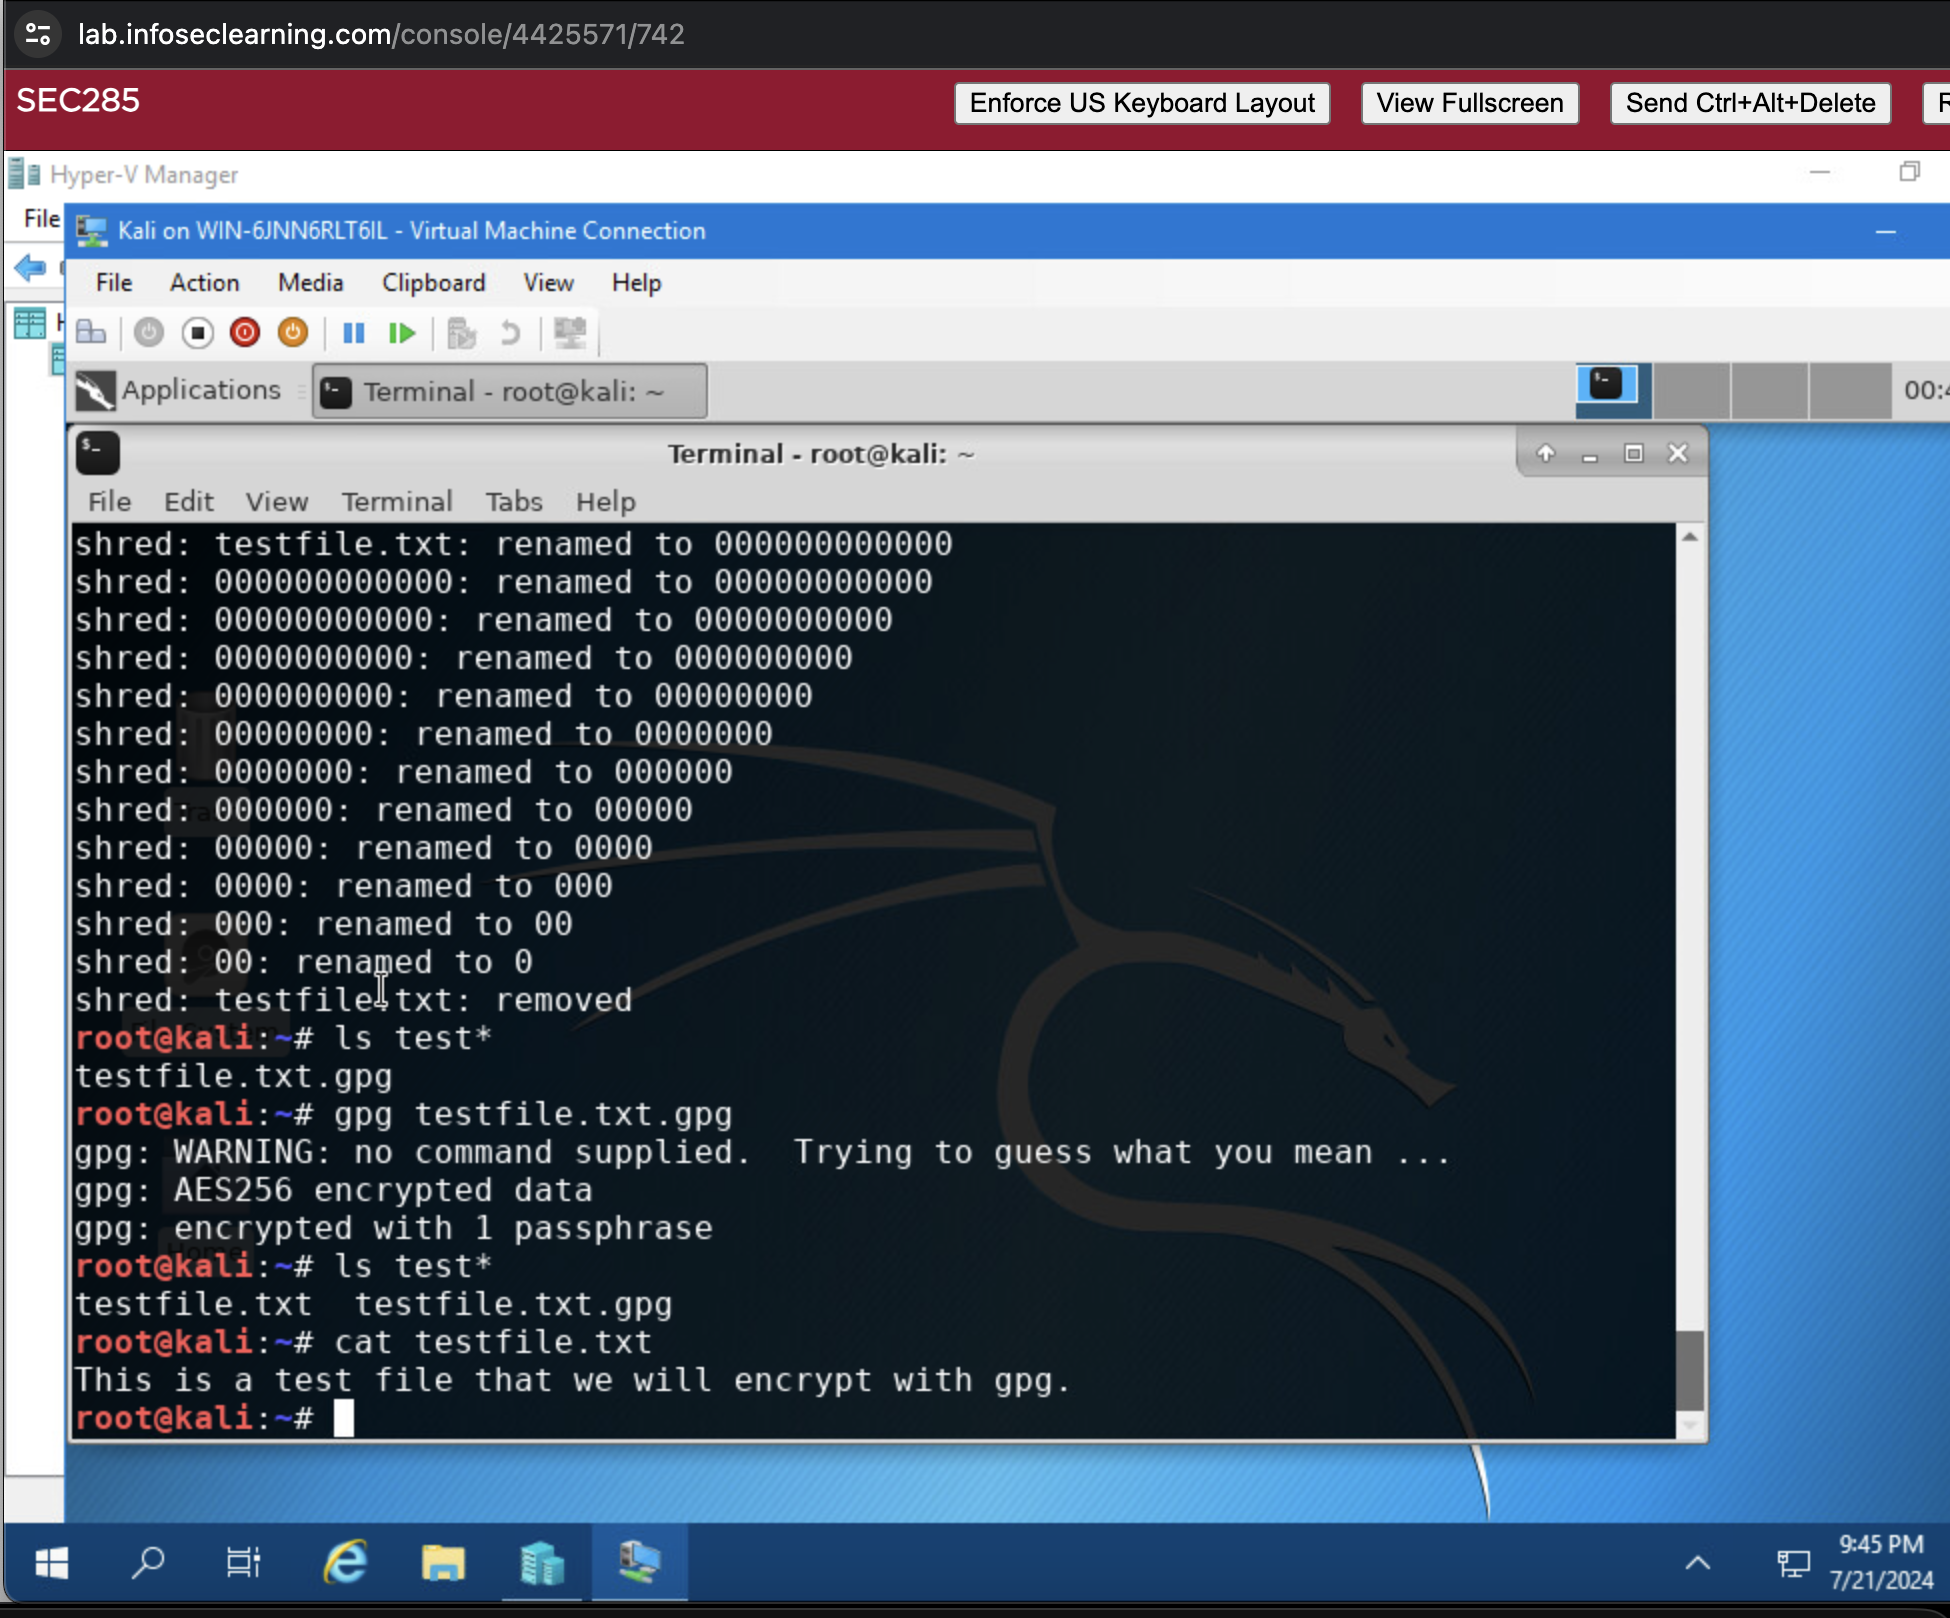 lab.infoseclearning.com/console/4425571/742
SEC285
Enforce US Keyboard Layout View Fullscreen Send Ctrl+Alt+Delete
Hyper-V Manager
File
Kali on WIN-6JNN6RLT6IL - Virtual Machine Connection
File Action Media Clipboard View Help
Applications Terminal - root@kali: ~
Terminal - root@kali: ~
File Edit View Terminal Tabs Help
shred: testfile.txt: renamed to 000000000000
shred: 000000000000: renamed to 00000000000
shred: 00000000000: renamed to 0000000000
shred: 0000000000: renamed to 000000000
shred: 000000000: renamed to 00000000
shred: 00000000: renamed to 0000000
shred: 0000000: renamed to 000000
shred: 000000: renamed to 00000
shred: 00000: renamed to 0000
shred: 0000: renamed to 000
shred: 000: renamed to 00
shred: 00: renamed to 0
shred: testfile.txt: removed
root@kali:~# ls test*
testfile.txt.gpg
root@kali:~# gpg testfile.txt.gpg
gpg: WARNING: no command supplied.  Trying to guess what you mean ...
gpg: AES256 encrypted data
gpg: encrypted with 1 passphrase
root@kali:~# ls test*
testfile.txt  testfile.txt.gpg
root@kali:~# cat testfile.txt
This is a test file that we will encrypt with gpg.
root@kali:~#
Home
9:45 PM
7/21/2024